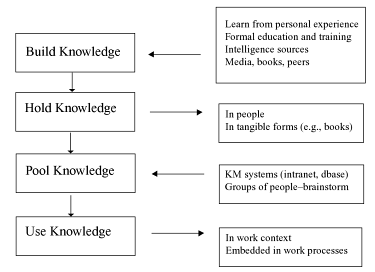 Learn from personal experience
Formal education and training
Intelligence sources
Media, books, peers
Build Knowledge
Hold Knowledge
In people
In tangible forms (e.g., books)
Pool Knowledge
KM systems (intranet, dbase)
Groups of people–brainstorm
Use Knowledge
In work context
Embedded in work processes